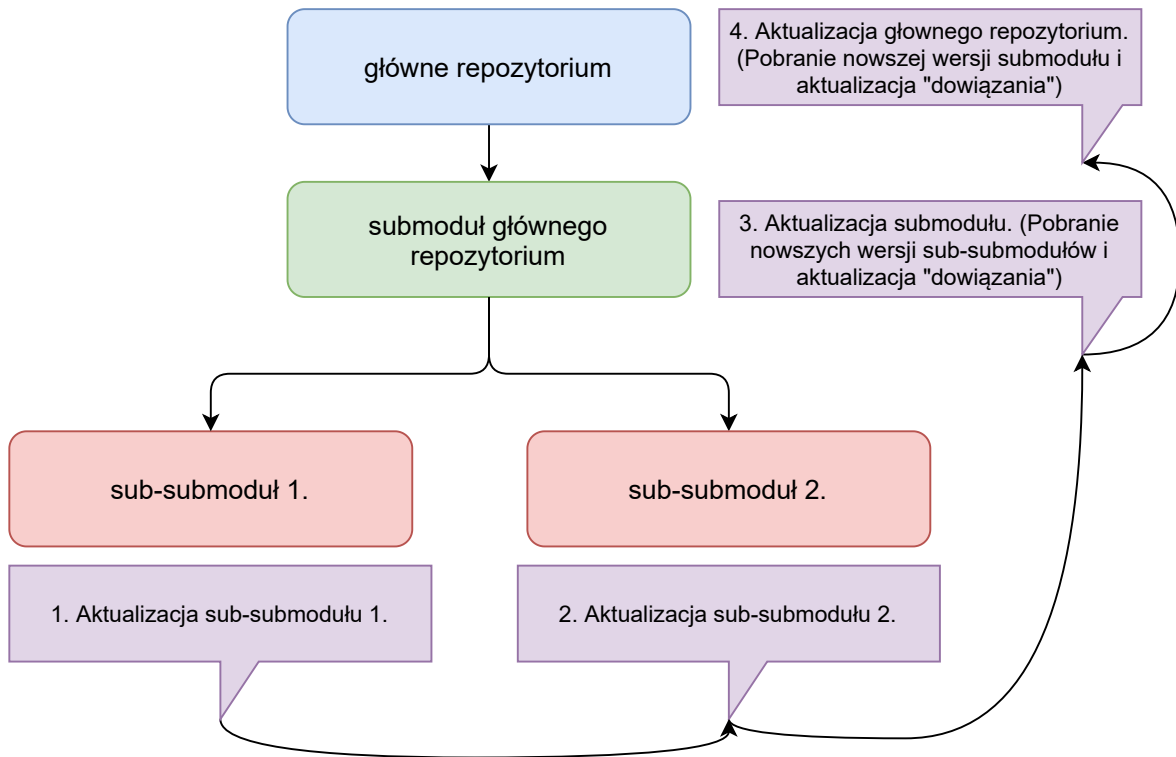 główne repozytorium
4. Aktualizacja głownego repozytorium.
(Pobranie nowszej wersji submodułu i
aktualizacja "dowiązania")
submoduł głównego
repozytorium
3. Aktualizacja submodułu. (Pobranie
nowszych wersji sub-submodułów i
aktualizacja "dowiązania")
sub-submoduł 1.
sub-submoduł 2.
1. Aktualizacja sub-submodułu 1.
2. Aktualizacja sub-submodułu 2.